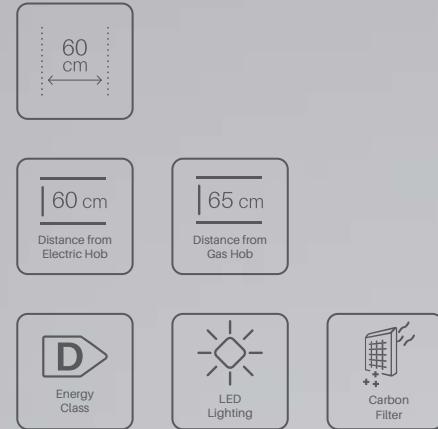 60
cm
60 cm
Distance from
Electric Hob
65 cm
Distance from
Gas Hob
D
Energy
Class
LED
Lighting
Carbon
Filter